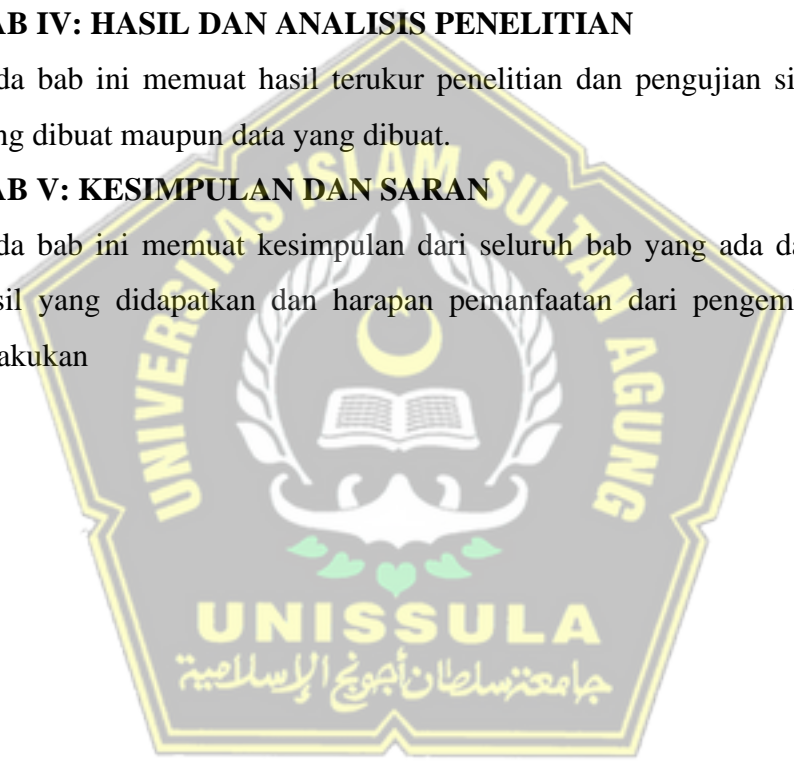 AB IV: HASIL DAN ANALISIS PENELITIAN
da bab ini memuat hasil terukur penelitian dan pengujian si
ng dibuat maupun data yang dibuat.
AB V: KESIMPULAN DAN SARAN
da bab ini memuat kesimpulan dari seluruh bab yang ada da
sil yang didapatkan dan harapan pemanfaatan dari pengem
akukan
UNIVERSITAS ISLAM SULTAN AGUNG
UNISSULA
جامعة سلطان أجونج الإسلامية